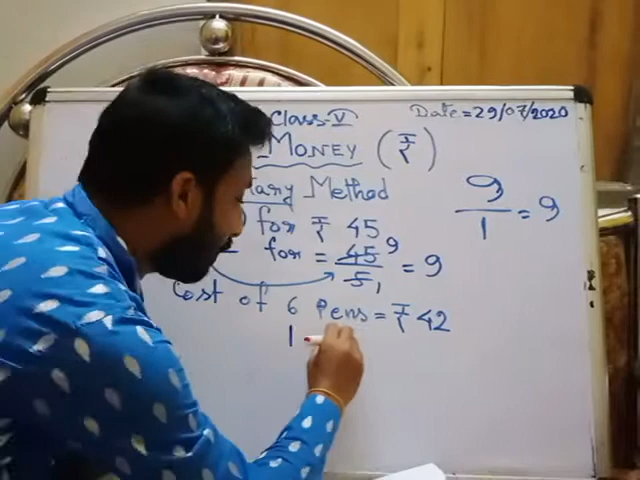 Class-V Date=29/07/2020
MONEY (₹)
Method
for ₹ 45 9/1 = 9
for = 45/5 9 1 = 9
Cost of 6 Pens = ₹ 42
1